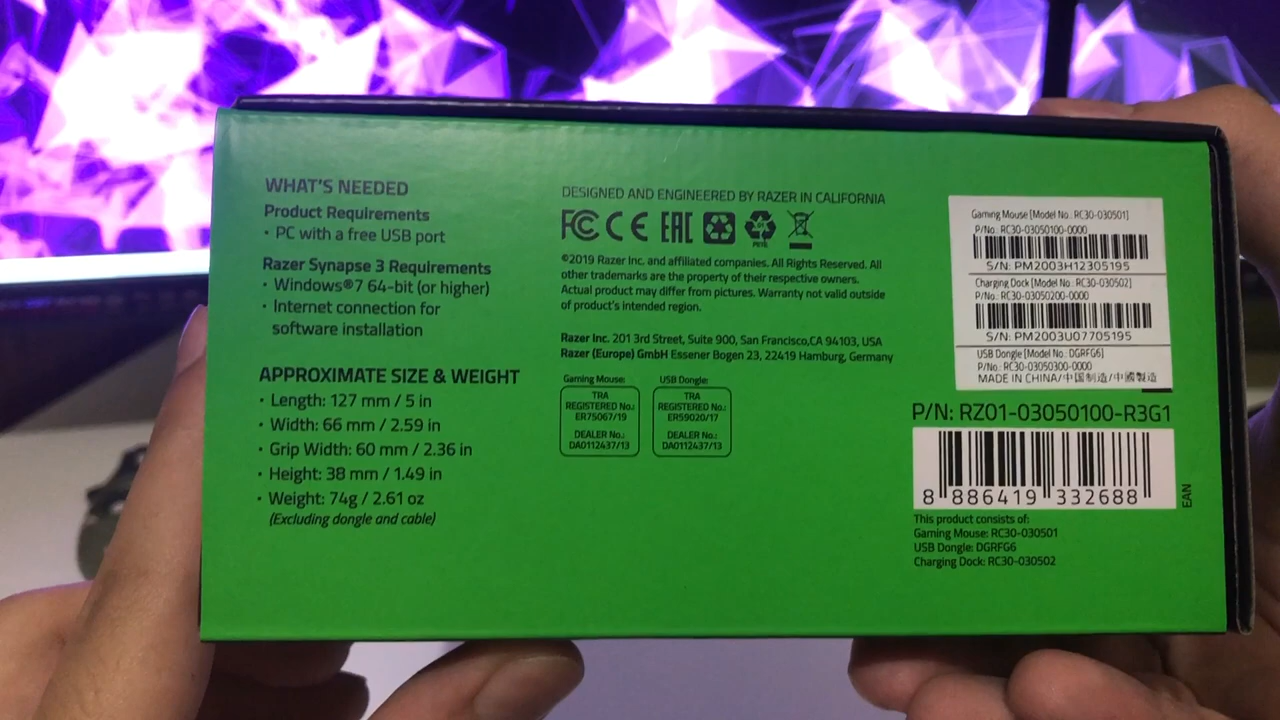 WHAT'S NEEDED
Product Requirements
• PC with a free USB port
Razer Synapse 3 Requirements
• Windows®7 64-bit (or higher)
• Internet connection for
software installation
APPROXIMATE SIZE & WEIGHT
• Length: 127 mm / 5 in
• Width: 66 mm / 2.59 in
• Grip Width: 60 mm / 2.36 in
• Height: 38 mm / 1.49 in
• Weight: 74g / 2.61 oz
(Excluding dongle and cable)
DESIGNED AND ENGINEERED BY RAZER IN CALIFORNIA
FC CE EAC
PETE
©2019 Razer Inc. and affiliated companies. All Rights Reserved. All
other trademarks are the property of their respective owners.
Actual product may differ from pictures. Warranty not valid outside
of product's intended region.
Razer Inc. 201 3rd Street, Suite 900, San Francisco,CA 94103, USA
Razer (Europe) GmbH Essener Bogen 23, 22419 Hamburg, Germany
Gaming Mouse:
TRA
REGISTERED No.:
ER75067/19
DEALER No.:
DA0112437/13
USB Dongle:
TRA
REGISTERED No.:
ER59020/17
DEALER No.:
DA0112437/13
Gaming Mouse [Model No.: RC30-030501]
P/No.: RC30-03050100-0000
S/N: PM2003H12305195
Charging Dock [Model No.: RC30-030502]
P/No.: RC30-03050200-0000
S/N: PM2003U07705195
USB Dongle [Model No.: DGRFG6]
P/No.: RC30-03050300-0000
MADE IN CHINA/中国制造/中國製造
P/N: RZ01-03050100-R3G1
8 886419 332688
EAN
This product consists of:
Gaming Mouse: RC30-030501
USB Dongle: DGRFG6
Charging Dock: RC30-030502